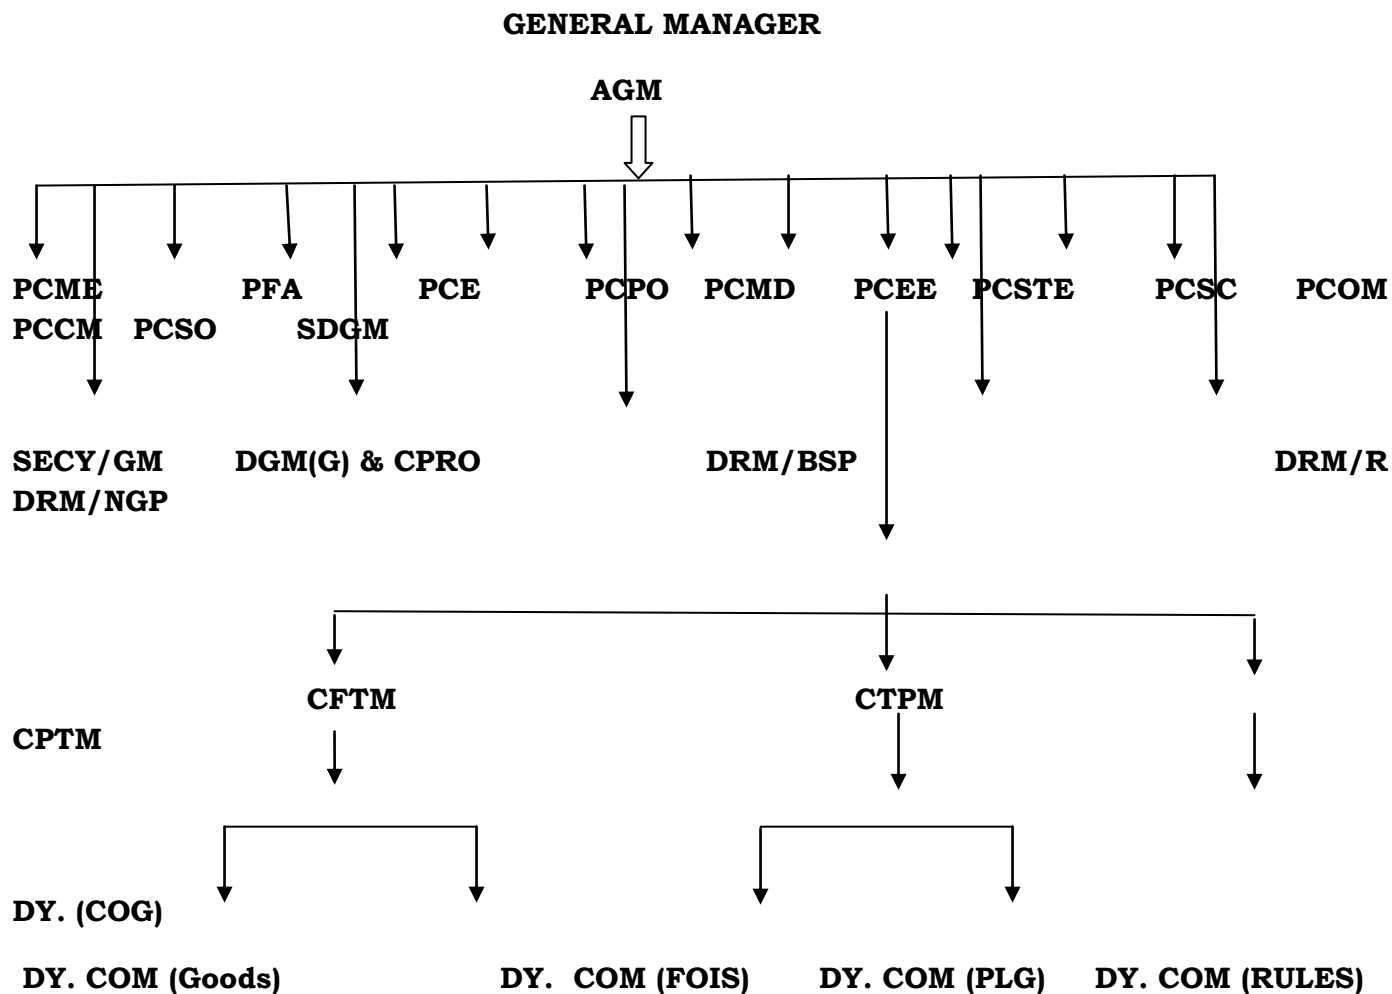 GENERAL MANAGER
AGM
PCME PFA PCE PCPO PCMD PCEE PCSTE PCSC PCOM
PCCM PCSO SDGM
SECY/GM DGM(G) & CPRO DRM/BSP DRM/R
DRM/NGP
CFTM CTPM
CPTM
DY. (COG)
DY. COM (Goods) DY. COM (FOIS) DY. COM (PLG) DY. COM (RULES)